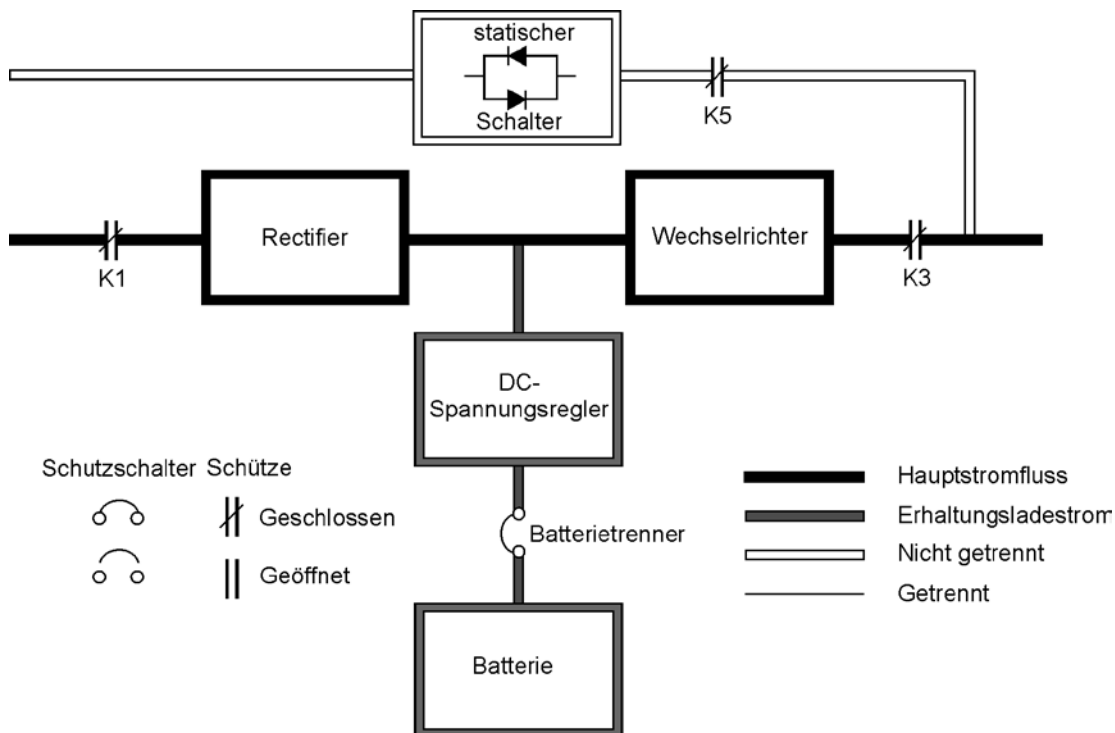 statischer
Schalter
K5
Rectifier
Wechselrichter
K1
K3
DC-
Spannungsregler
Schutzschalter Schütze
Geschlossen
Geöffnet
Batterietrenner
Batterie
Hauptstromfluss
Erhaltungsladestrom
Nicht getrennt
Getrennt